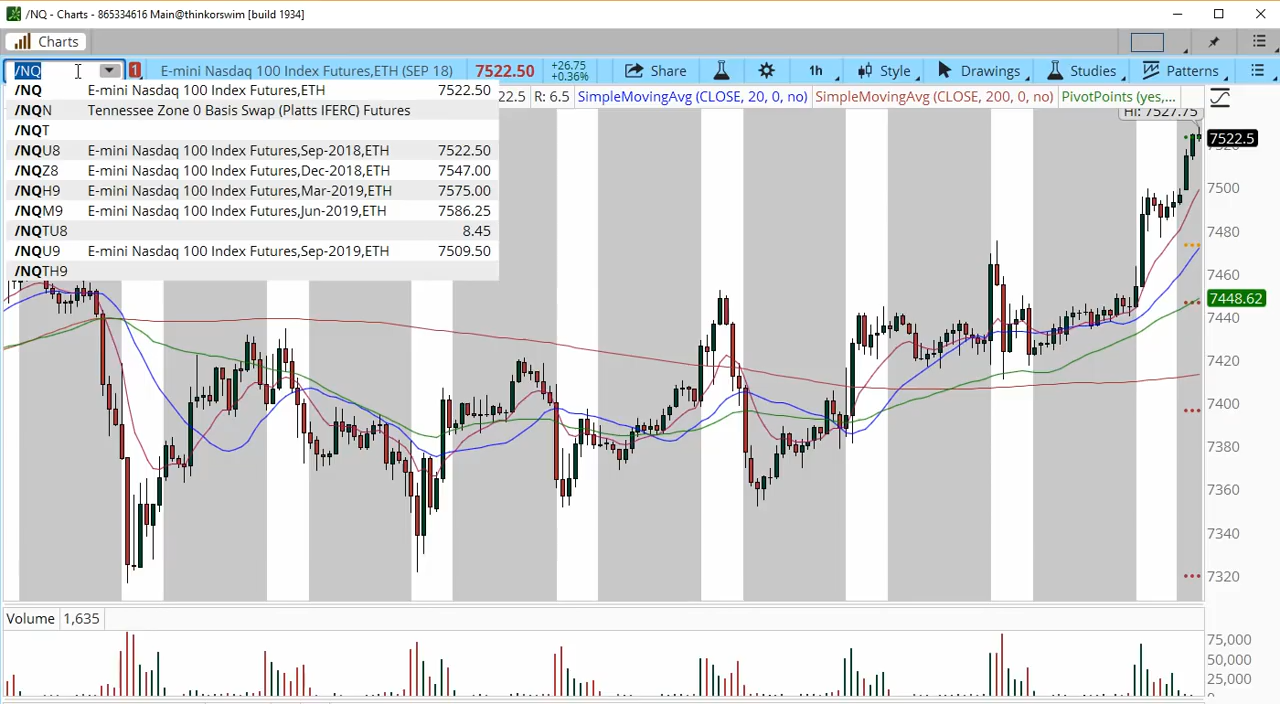 /NQ - Charts - 865334616 Main@thinkorswim [build 1934]
Charts
/NQ 1 E-mini Nasdaq 100 Index Futures,ETH (SEP 18) 7522.50 +26.75 +0.36% Share 1h Style Drawings Studies Patterns
/NQ E-mini Nasdaq 100 Index Futures,ETH 7522.50
22.5 R: 6.5 SimpleMovingAvg (CLOSE, 20, 0, no) SimpleMovingAvg (CLOSE, 200, 0, no) PivotPoints (yes,...
/NQN Tennessee Zone 0 Basis Swap (Platts IFERC) Futures
Hi: 7527.75
/NQT
7522.5
/NQU8 E-mini Nasdaq 100 Index Futures,Sep-2018,ETH 7522.50
/NQZ8 E-mini Nasdaq 100 Index Futures,Dec-2018,ETH 7547.00
/NQH9 E-mini Nasdaq 100 Index Futures,Mar-2019,ETH 7575.00
7500
/NQM9 E-mini Nasdaq 100 Index Futures,Jun-2019,ETH 7586.25
/NQTU8 8.45
7480
/NQU9 E-mini Nasdaq 100 Index Futures,Sep-2019,ETH 7509.50
/NQTH9
7460
7448.62
7440
7420
7400
7380
7360
7340
7320
Volume 1,635
75,000
50,000
25,000